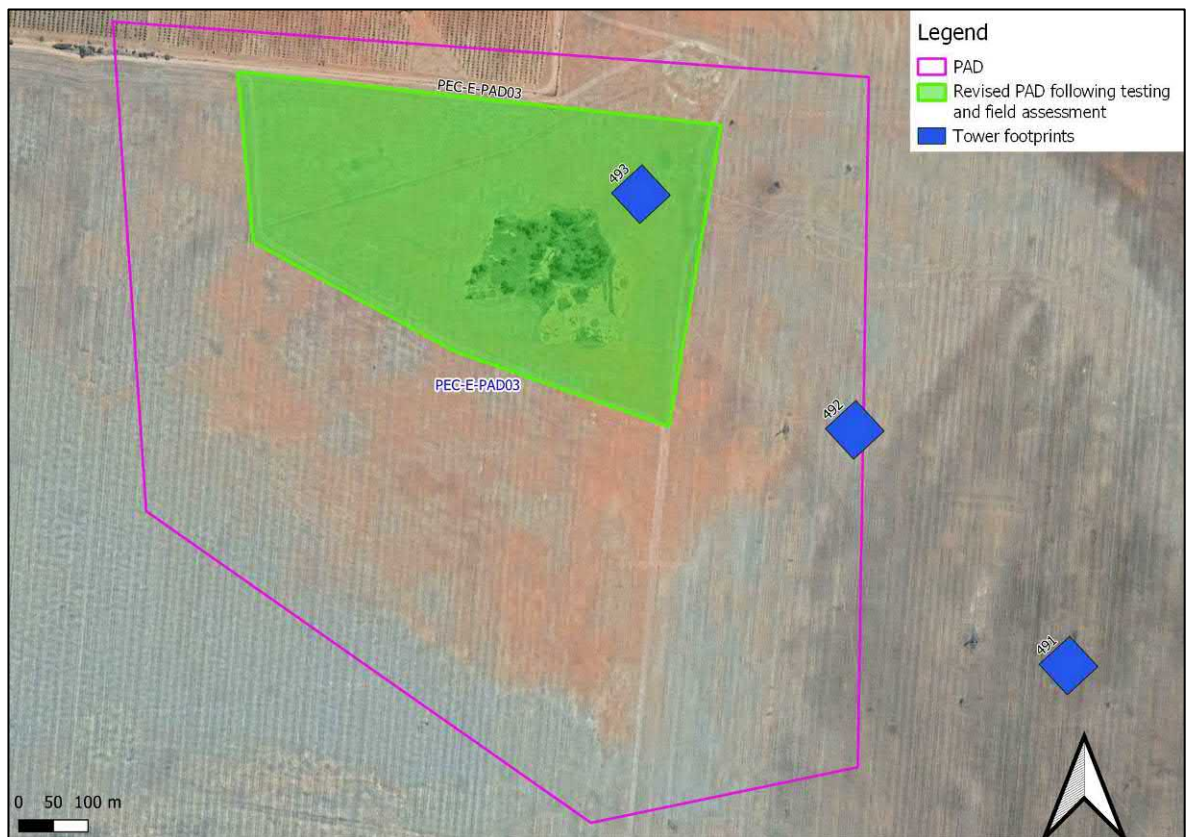 Legend
PAD
Revised PAD following testing
and field assessment
Tower footprints
PEC-E-PAD03
493
PEC-E-PAD03
492
491
0 50 100 m